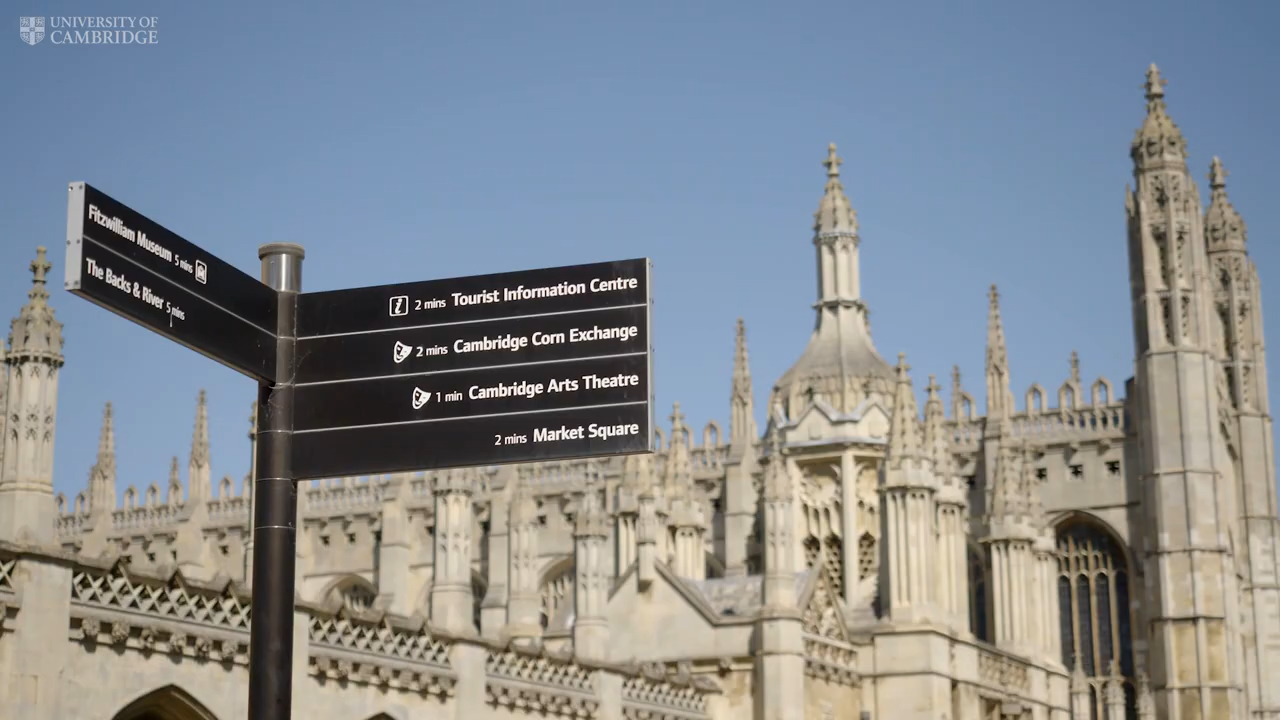 UNIVERSITY OF
CAMBRIDGE
Fitzwilliam Museum 5 mins
The Backs & River 5 mins
i 2 mins Tourist Information Centre
2 mins Cambridge Corn Exchange
1 min Cambridge Arts Theatre
2 mins Market Square